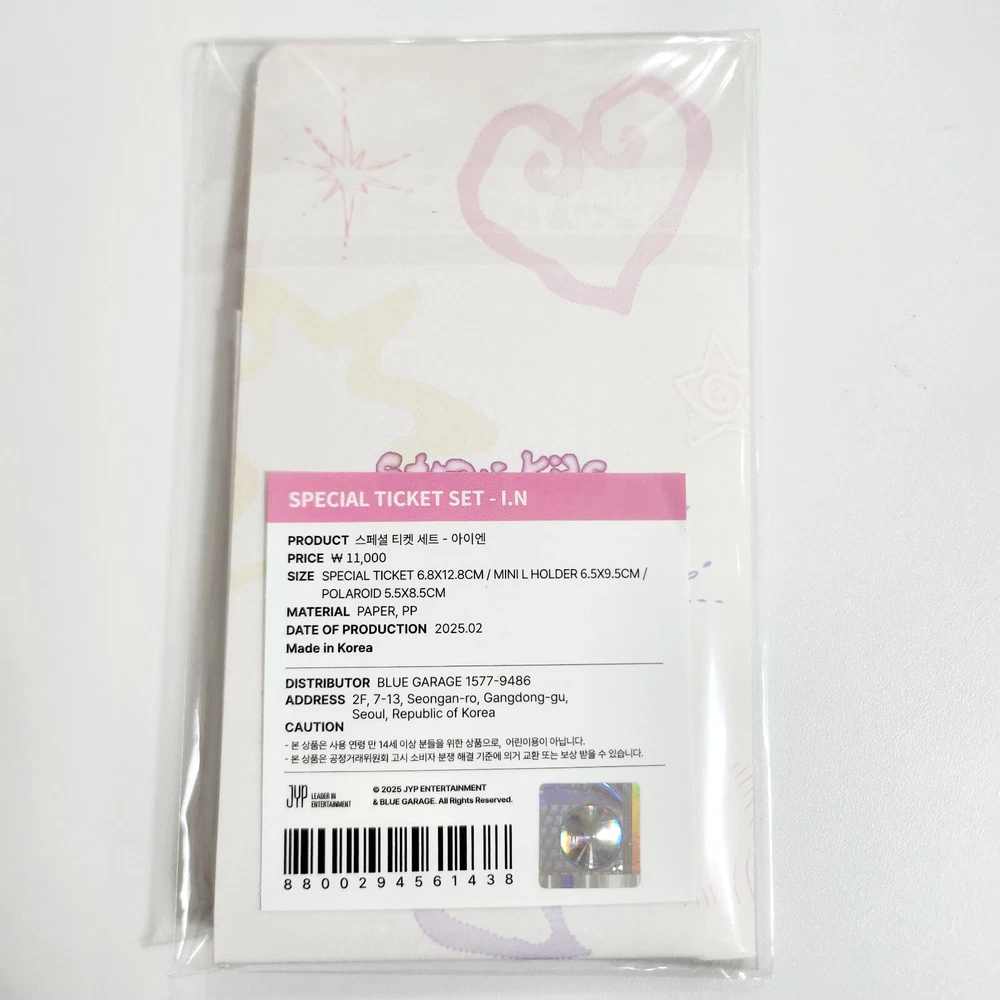 Stray Kids
SPECIAL TICKET SET - I.N
PRODUCT 스페셜 티켓 세트 - 아이엔
PRICE ₩ 11,000
SIZE SPECIAL TICKET 6.8X12.8CM / MINI L HOLDER 6.5X9.5CM /
POLAROID 5.5X8.5CM
MATERIAL PAPER, PP
DATE OF PRODUCTION 2025.02
Made in Korea
DISTRIBUTOR BLUE GARAGE 1577-9486
ADDRESS 2F, 7-13, Seongan-ro, Gangdong-gu,
Seoul, Republic of Korea
CAUTION
- 본 상품은 사용 연령 만 14세 이상 분들을 위한 상품으로, 어린이용이 아닙니다.
- 본 상품은 공정거래위원회 고시 소비자 분쟁 해결 기준에 의거 교환 또는 보상 받을 수 있습니다.
JYP LEADER IN
ENTERTAINMENT
© 2025 JYP ENTERTAINMENT
& BLUE GARAGE. All Rights Reserved.
8800294561438